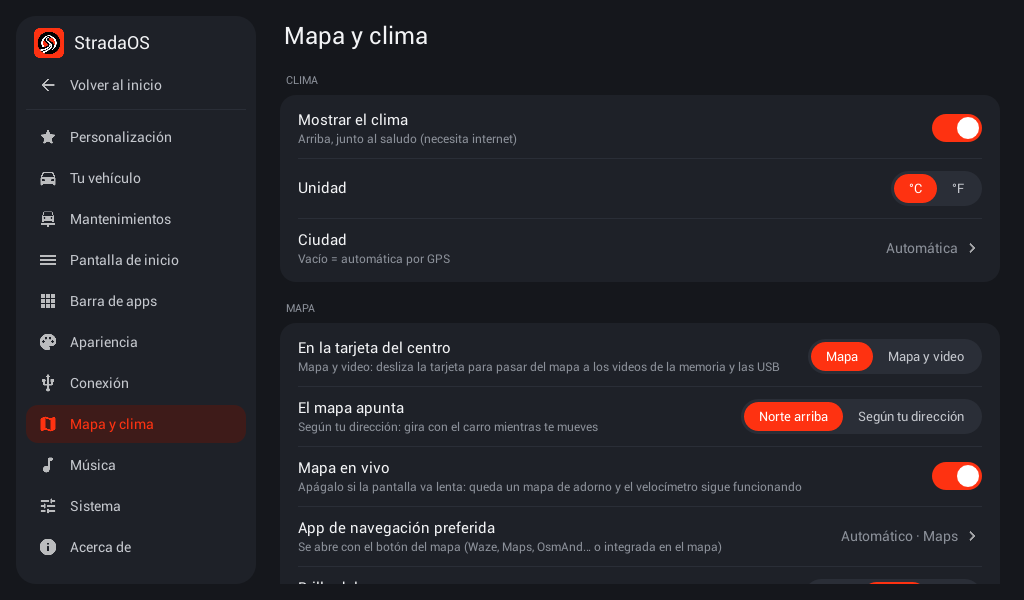 StradaOS
Volver al inicio
Personalización
Tu vehículo
Mantenimientos
Pantalla de inicio
Barra de apps
Apariencia
Conexión
Mapa y clima
Música
Sistema
Acerca de
Mapa y clima
CLIMA
Mostrar el clima
Arriba, junto al saludo (necesita internet)
Unidad
°C °F
Ciudad
Vacío = automática por GPS
Automática
MAPA
En la tarjeta del centro
Mapa y video: desliza la tarjeta para pasar del mapa a los videos de la memoria y las USB
Mapa Mapa y video
El mapa apunta
Según tu dirección: gira con el carro mientras te mueves
Norte arriba Según tu dirección
Mapa en vivo
Apágalo si la pantalla va lenta: queda un mapa de adorno y el velocímetro sigue funcionando
App de navegación preferida
Se abre con el botón del mapa (Waze, Maps, OsmAnd... o integrada en el mapa)
Automático · Maps